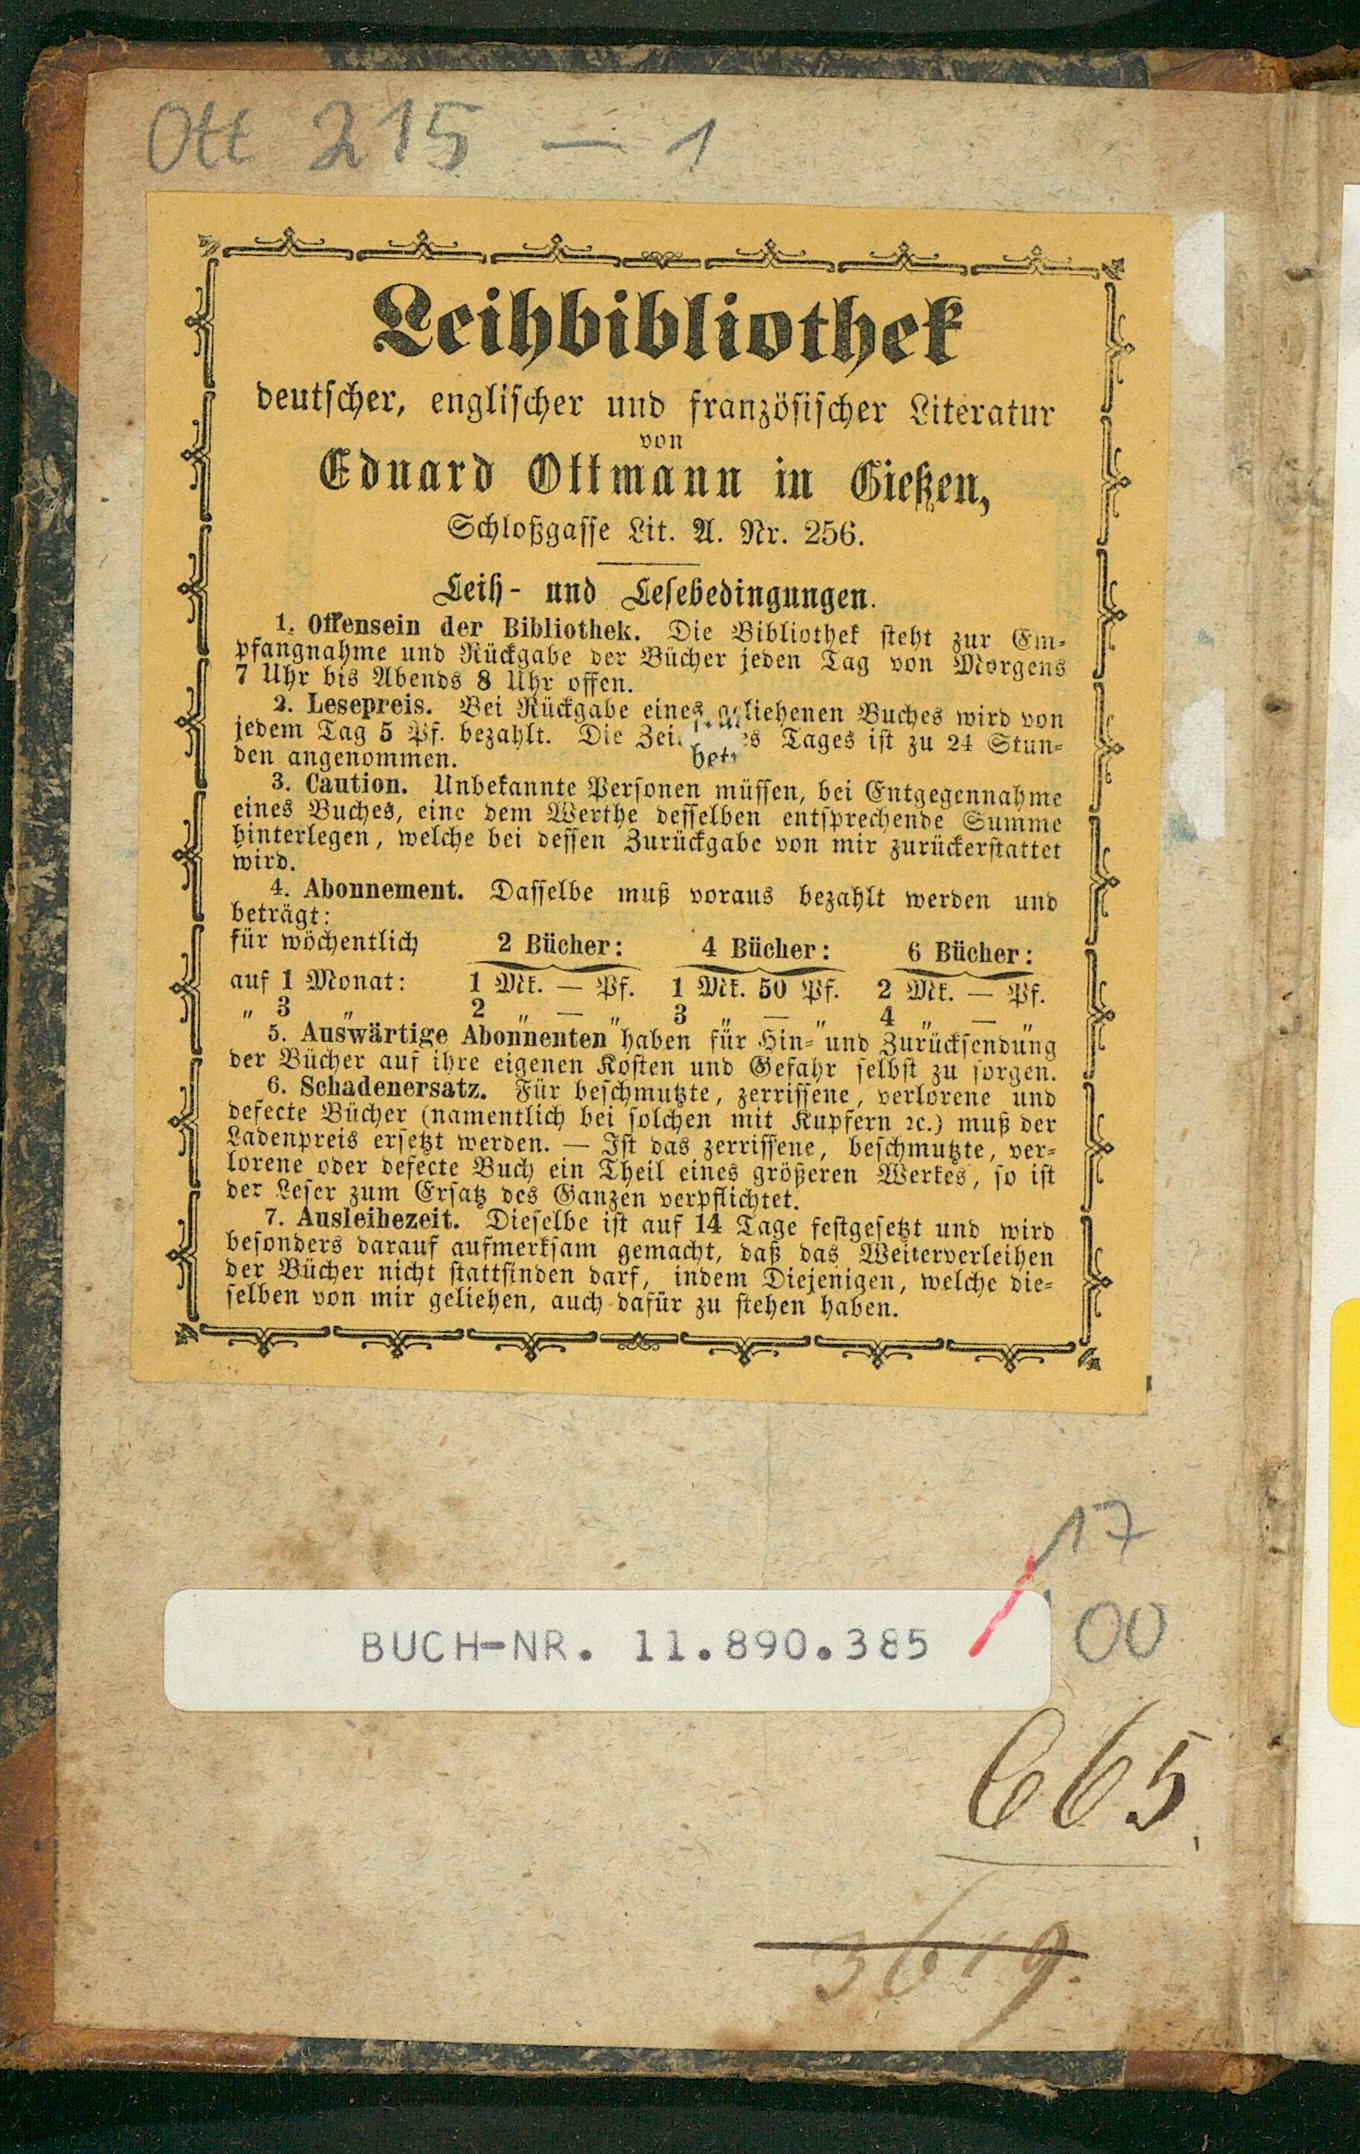 Ott 215 — 1
Leihbibliothek
deutscher, englischer und französischer Literatur
von
Eduard Ottmann in Gießen,
Schloßgasse Lit. A. Nr. 256.
Leih- und Lesebedingungen.
1. Offensein der Bibliothek. Die Bibliothek steht zur Em-
pfangnahme und Rückgabe der Bücher jeden Tag von Morgens
7 Uhr bis Abends 8 Uhr offen.
2. Lesepreis. Bei Rückgabe eines geliehenen Buches wird von
jedem Tag 5 Pf. bezahlt. Die Tages ist zu 24 Stun-
den angenommen.
3. Caution. Unbekannte Personen müssen, bei Entgegennahme
eines Buches, eine dem Werthe desselben entsprechende Summe
hinterlegen, welche bei dessen Zurückgabe von mir zurückerstattet
wird.
4. Abonnement. Dasselbe muß voraus bezahlt werden und
beträgt:
für wöchentlich 2 Bücher: 4 Bücher: 6 Bücher:
auf 1 Monat: 1 Mk. — Pf. 1 Mk. 50 Pf. 2 Mk. — Pf.
„ 3 „ 2 „ — „ 3 „ — „ 4 „ — „
5. Auswärtige Abonnenten haben für Hin- und Zurücksendung
der Bücher auf ihre eigenen Kosten und Gefahr selbst zu sorgen.
6. Schadenersatz. Für beschmutzte, zerrissene, verlorene und
defecte Bücher (namentlich bei solchen mit Kupfern ꝛc.) muß der
Ladenpreis ersetzt werden. — Ist das zerrissene, beschmutzte, ver-
lorene oder defecte Buch ein Theil eines größeren Werkes, so ist
der Leser zum Ersatz des Ganzen verpflichtet.
7. Ausleihezeit. Dieselbe ist auf 14 Tage festgesetzt und wird
besonders darauf aufmerksam gemacht, daß das Weiterverleihen
der Bücher nicht stattfinden darf, indem Diejenigen, welche die-
selben von mir geliehen, auch dafür zu stehen haben.
17
BUCH-NR. 11.890.385
00
665.
3619.